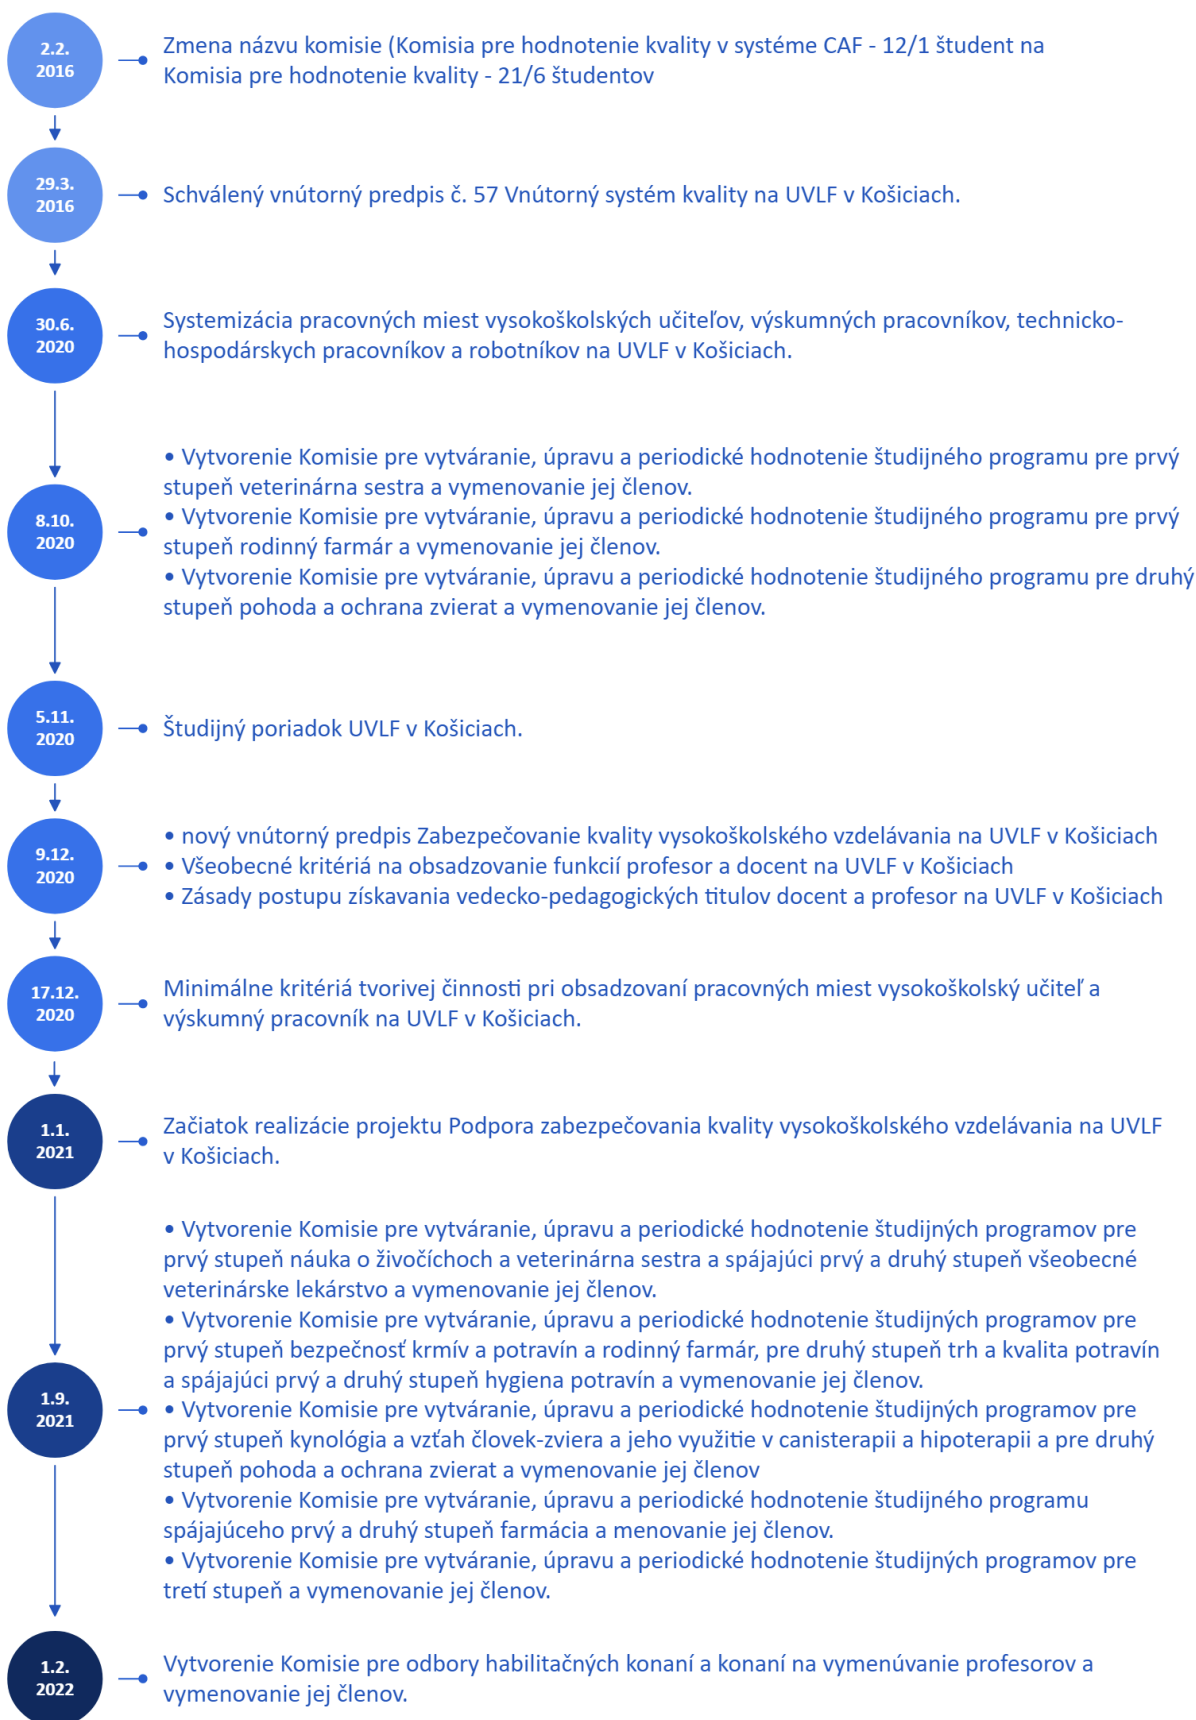 2.2.
2016
Zmena názvu komisie (Komisia pre hodnotenie kvality v systéme CAF - 12/1 študent na
Komisia pre hodnotenie kvality - 21/6 študentov
29.3.
2016
Schválený vnútorný predpis č. 57 Vnútorný systém kvality na UVLF v Košiciach.
30.6.
2020
Systemizácia pracovných miest vysokoškolských učiteľov, výskumných pracovníkov, technicko-
hospodárskych pracovníkov a robotníkov na UVLF v Košiciach.
8.10.
2020
• Vytvorenie Komisie pre vytváranie, úpravu a periodické hodnotenie študijného programu pre prvý
stupeň veterinárna sestra a vymenovanie jej členov.
• Vytvorenie Komisie pre vytváranie, úpravu a periodické hodnotenie študijného programu pre prvý
stupeň rodinný farmár a vymenovanie jej členov.
• Vytvorenie Komisie pre vytváranie, úpravu a periodické hodnotenie študijného programu pre druhý
stupeň pohoda a ochrana zvierat a vymenovanie jej členov.
5.11.
2020
Študijný poriadok UVLF v Košiciach.
9.12.
2020
• nový vnútorný predpis Zabezpečovanie kvality vysokoškolského vzdelávania na UVLF v Košiciach
• Všeobecné kritériá na obsadzovanie funkcií profesor a docent na UVLF v Košiciach
• Zásady postupu získavania vedecko-pedagogických titulov docent a profesor na UVLF v Košiciach
17.12.
2020
Minimálne kritériá tvorivej činnosti pri obsadzovaní pracovných miest vysokoškolský učiteľ a
výskumný pracovník na UVLF v Košiciach.
1.1.
2021
Začiatok realizácie projektu Podpora zabezpečovania kvality vysokoškolského vzdelávania na UVLF
v Košiciach.
1.9.
2021
• Vytvorenie Komisie pre vytváranie, úpravu a periodické hodnotenie študijných programov pre
prvý stupeň náuka o živočíchoch a veterinárna sestra a spájajúci prvý a druhý stupeň všeobecné
veterinárske lekárstvo a vymenovanie jej členov.
• Vytvorenie Komisie pre vytváranie, úpravu a periodické hodnotenie študijných programov pre
prvý stupeň bezpečnosť krmív a potravín a rodinný farmár, pre druhý stupeň trh a kvalita potravín
a spájajúci prvý a druhý stupeň hygiena potravín a vymenovanie jej členov.
• Vytvorenie Komisie pre vytváranie, úpravu a periodické hodnotenie študijných programov pre
prvý stupeň kynológia a vzťah človek-zviera a jeho využitie v canisterapii a hipoterapii a pre druhý
stupeň pohoda a ochrana zvierat a vymenovanie jej členov
• Vytvorenie Komisie pre vytváranie, úpravu a periodické hodnotenie študijného programu
spájajúceho prvý a druhý stupeň farmácia a menovanie jej členov.
• Vytvorenie Komisie pre vytváranie, úpravu a periodické hodnotenie študijných programov pre
tretí stupeň a vymenovanie jej členov.
1.2.
2022
Vytvorenie Komisie pre odbory habilitačných konaní a konaní na vymenúvanie profesorov a
vymenovanie jej členov.